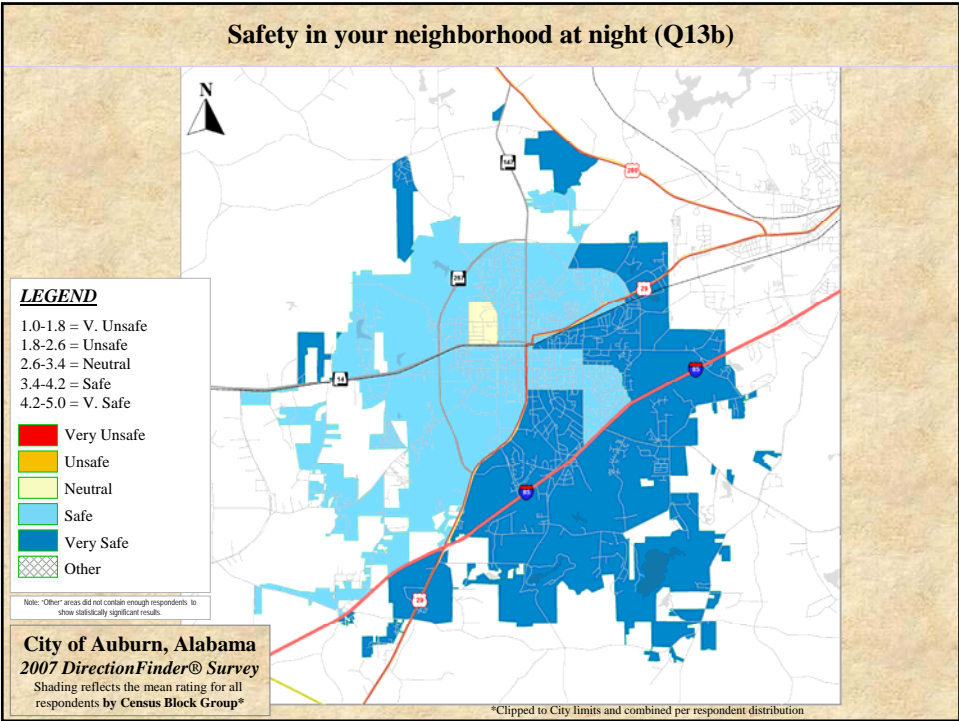 Safety in your neighborhood at night (Q13b)
N
147
280
267
29
14
85
85
29
LEGEND
1.0-1.8 = V. Unsafe
1.8-2.6 = Unsafe
2.6-3.4 = Neutral
3.4-4.2 = Safe
4.2-5.0 = V. Safe
Very Unsafe
Unsafe
Neutral
Safe
Very Safe
Other
Note: "Other" areas did not contain enough respondents to
show statistically significant results.
City of Auburn, Alabama
2007 DirectionFinder® Survey
Shading reflects the mean rating for all
respondents by Census Block Group*
*Clipped to City limits and combined per respondent distribution